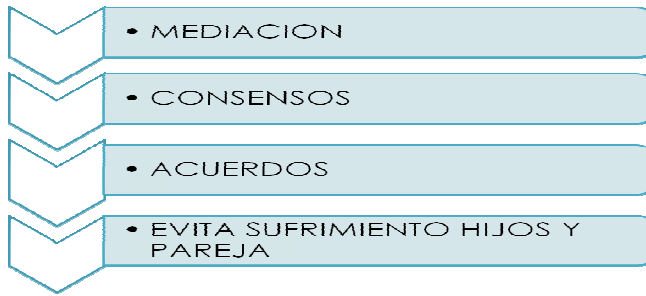 • MEDIACION
• CONSENSOS
• ACUERDOS
• EVITA SUFRIMIENTO HIJOS Y
PAREJA